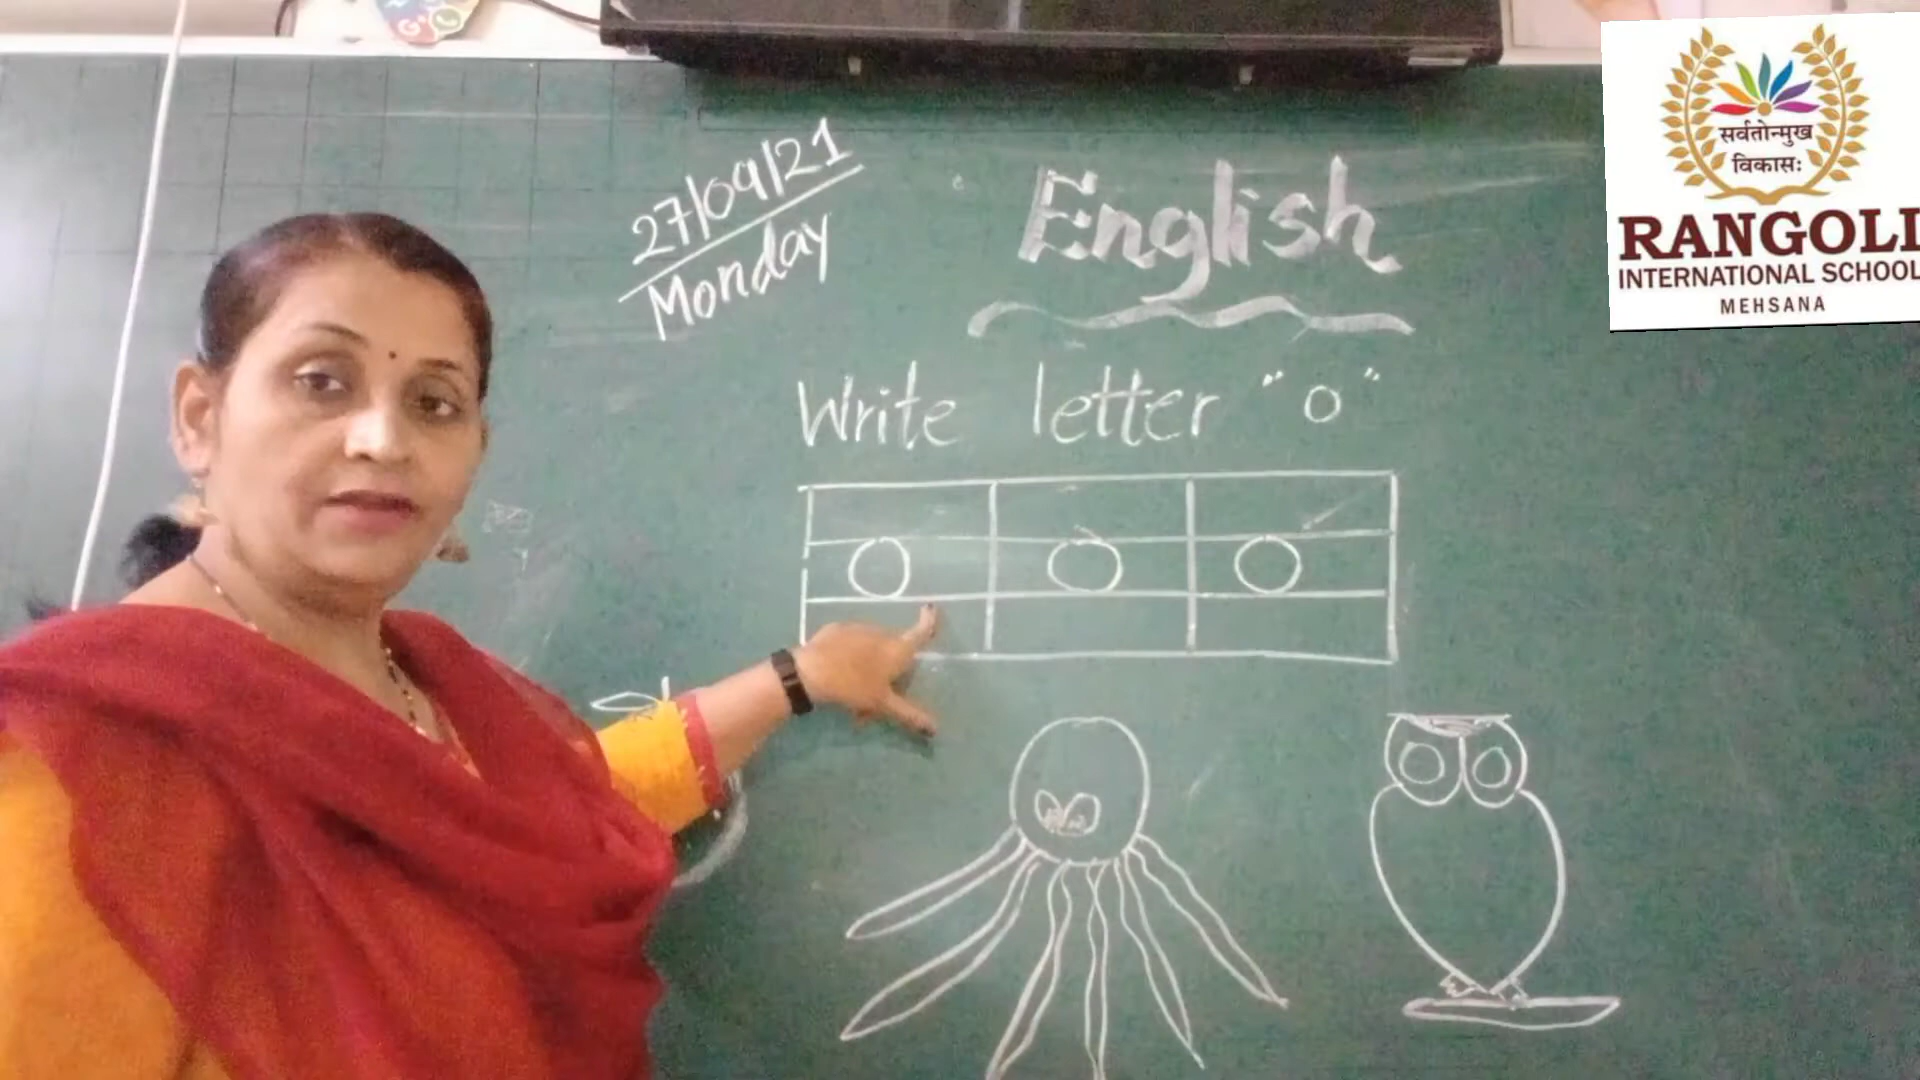 27/09/21
Monday
English
Write letter "o"
o o o
सर्वतोन्मुख
विकासः
RANGOLI
INTERNATIONAL SCHOOL
MEHSANA